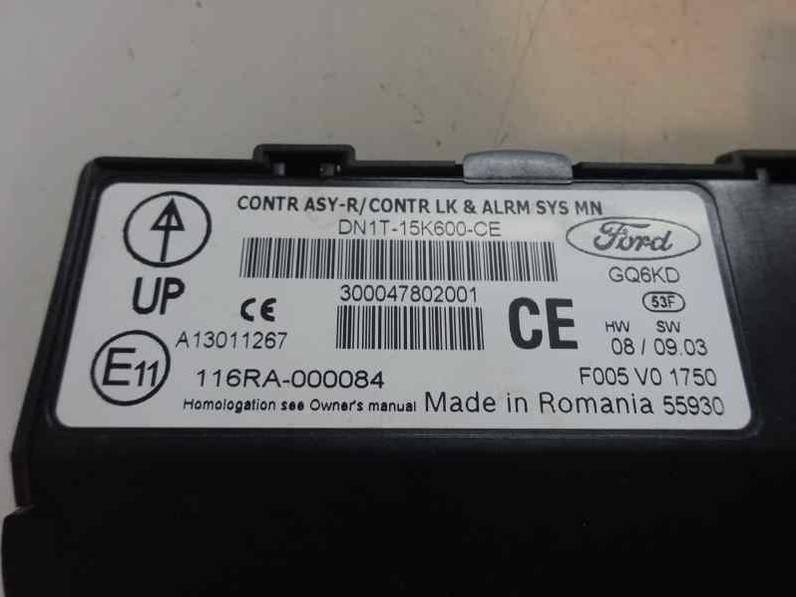 CONTR ASY-R/CONTR LK & ALRM SYS MN
DN1T-15K600-CE
Ford
GQ6KD
UP
CE
300047802001
CE
53F
HW SW
A13011267
08 / 09.03
E11
116RA-000084
F005 V0 1750
Homologation see Owner's manual Made in Romania 55930